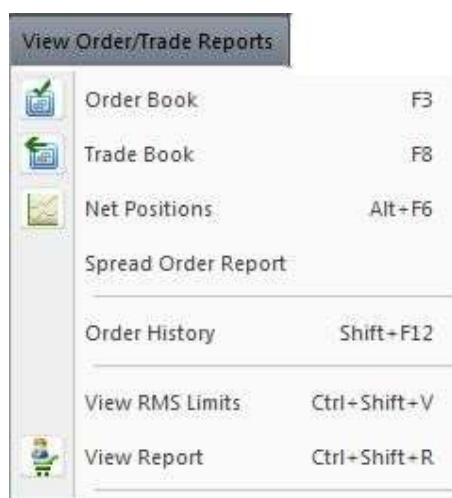 View Order/Trade Reports
Order Book F3
Trade Book F8
Net Positions Alt+F6
Spread Order Report
Order History Shift+F12
View RMS Limits Ctrl+Shift+V
View Report Ctrl+Shift+R